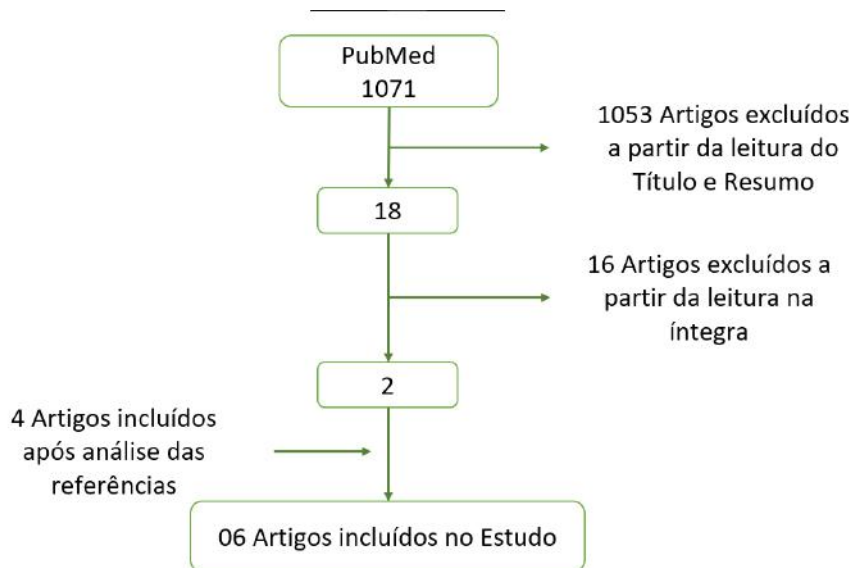 PubMed
1071
1053 Artigos excluídos
a partir da leitura do
Título e Resumo
18
16 Artigos excluídos a
partir da leitura na
íntegra
2
4 Artigos incluídos
após análise das
referências
06 Artigos incluídos no Estudo